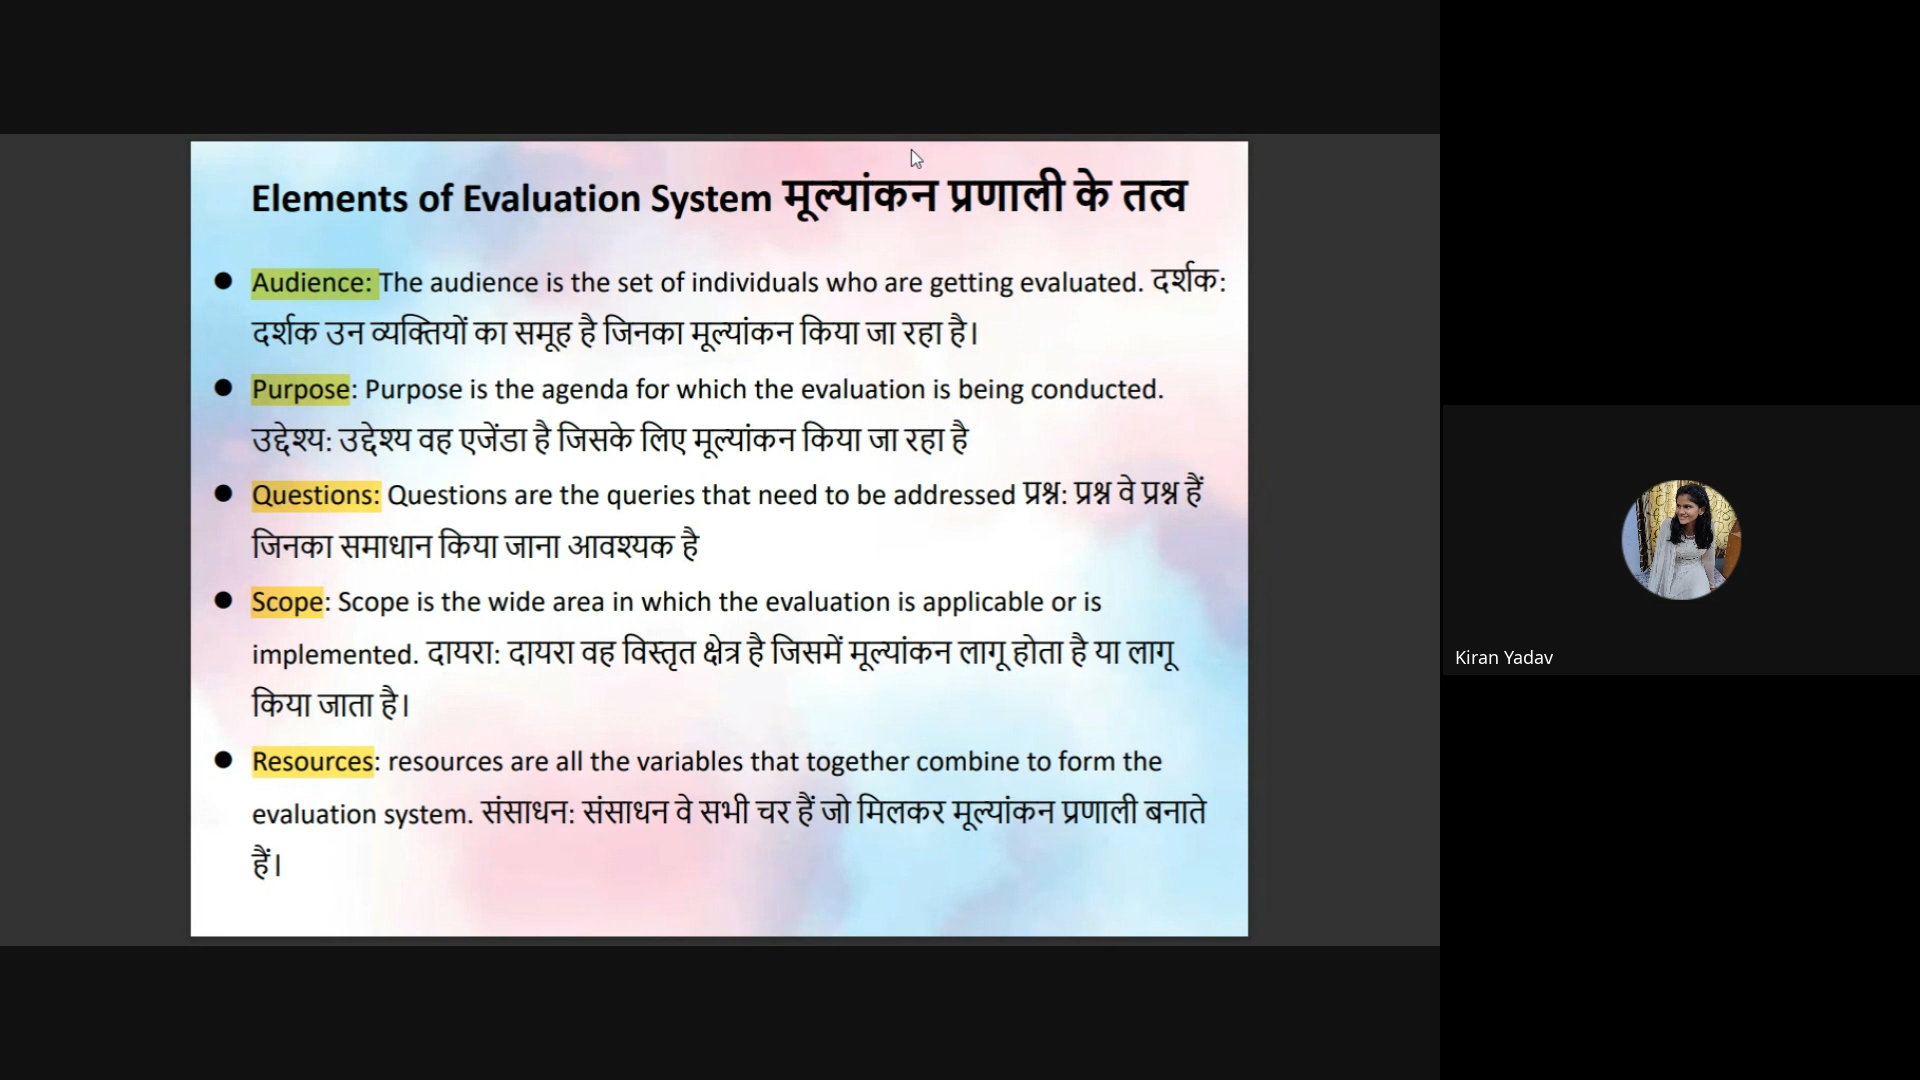 Elements of Evaluation System मूल्यांकन प्रणाली के तत्व
● Audience: The audience is the set of individuals who are getting evaluated. दर्शक:
दर्शक उन व्यक्तियों का समूह है जिनका मूल्यांकन किया जा रहा है।
● Purpose: Purpose is the agenda for which the evaluation is being conducted.
उद्देश्य: उद्देश्य वह एजेंडा है जिसके लिए मूल्यांकन किया जा रहा है
● Questions: Questions are the queries that need to be addressed प्रश्न: प्रश्न वे प्रश्न हैं
जिनका समाधान किया जाना आवश्यक है
● Scope: Scope is the wide area in which the evaluation is applicable or is
implemented. दायरा: दायरा वह विस्तृत क्षेत्र है जिसमें मूल्यांकन लागू होता है या लागू
किया जाता है।
● Resources: resources are all the variables that together combine to form the
evaluation system. संसाधन: संसाधन वे सभी चर हैं जो मिलकर मूल्यांकन प्रणाली बनाते
हैं।
Kiran Yadav